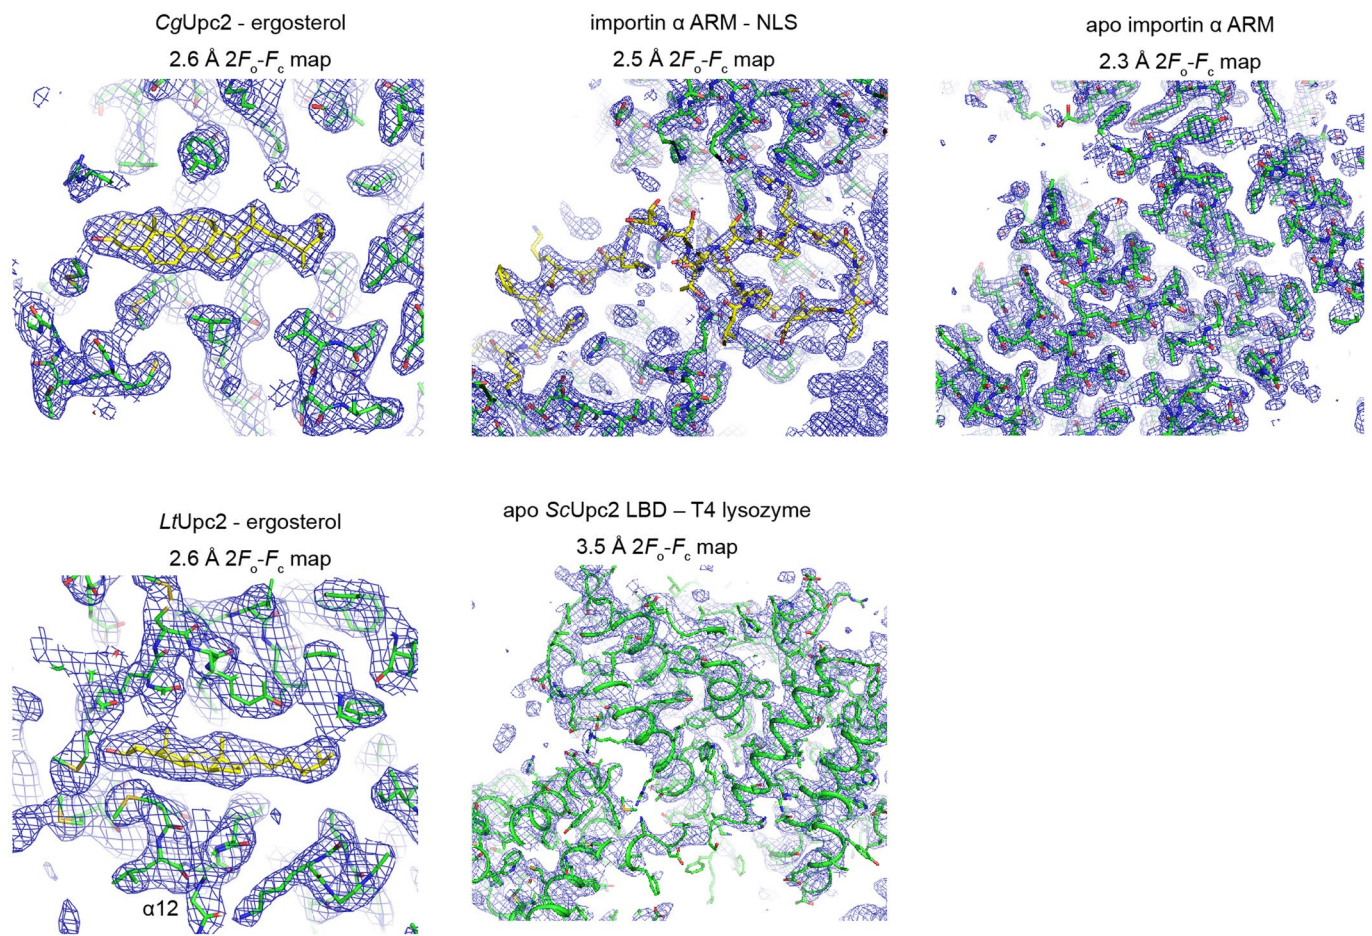 CgUpc2 - ergosterol
2.6 Å 2Fo-Fc map
importin α ARM - NLS
2.5 Å 2Fo-Fc map
apo importin α ARM
2.3 Å 2Fo-Fc map
LtUpc2 - ergosterol
2.6 Å 2Fo-Fc map
α12
apo ScUpc2 LBD – T4 lysozyme
3.5 Å 2Fo-Fc map